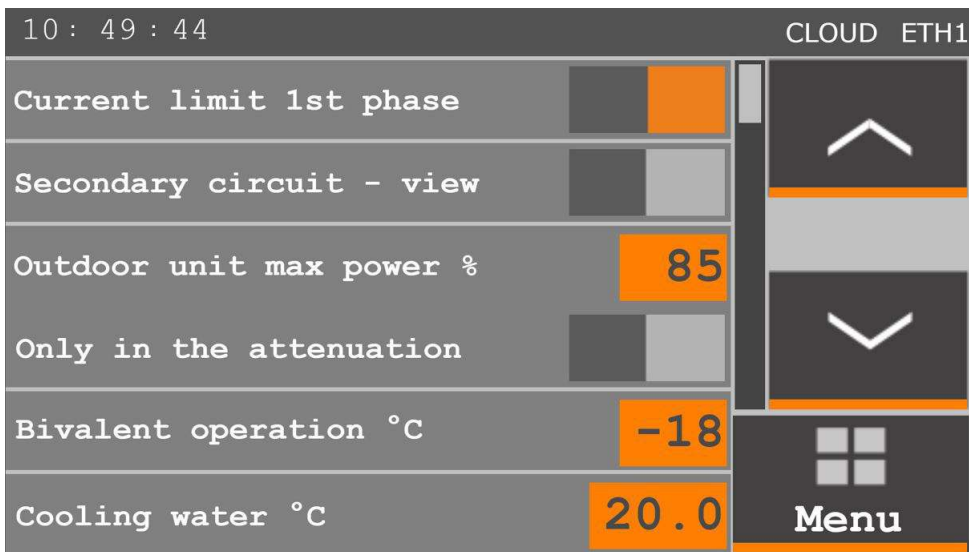 10: 49:44 CLOUD ETH1
Current limit 1st phase
Secondary circuit - view
Outdoor unit max power % 85
Only in the attenuation
Bivalent operation °C -18
Cooling water °C 20.0
Menu